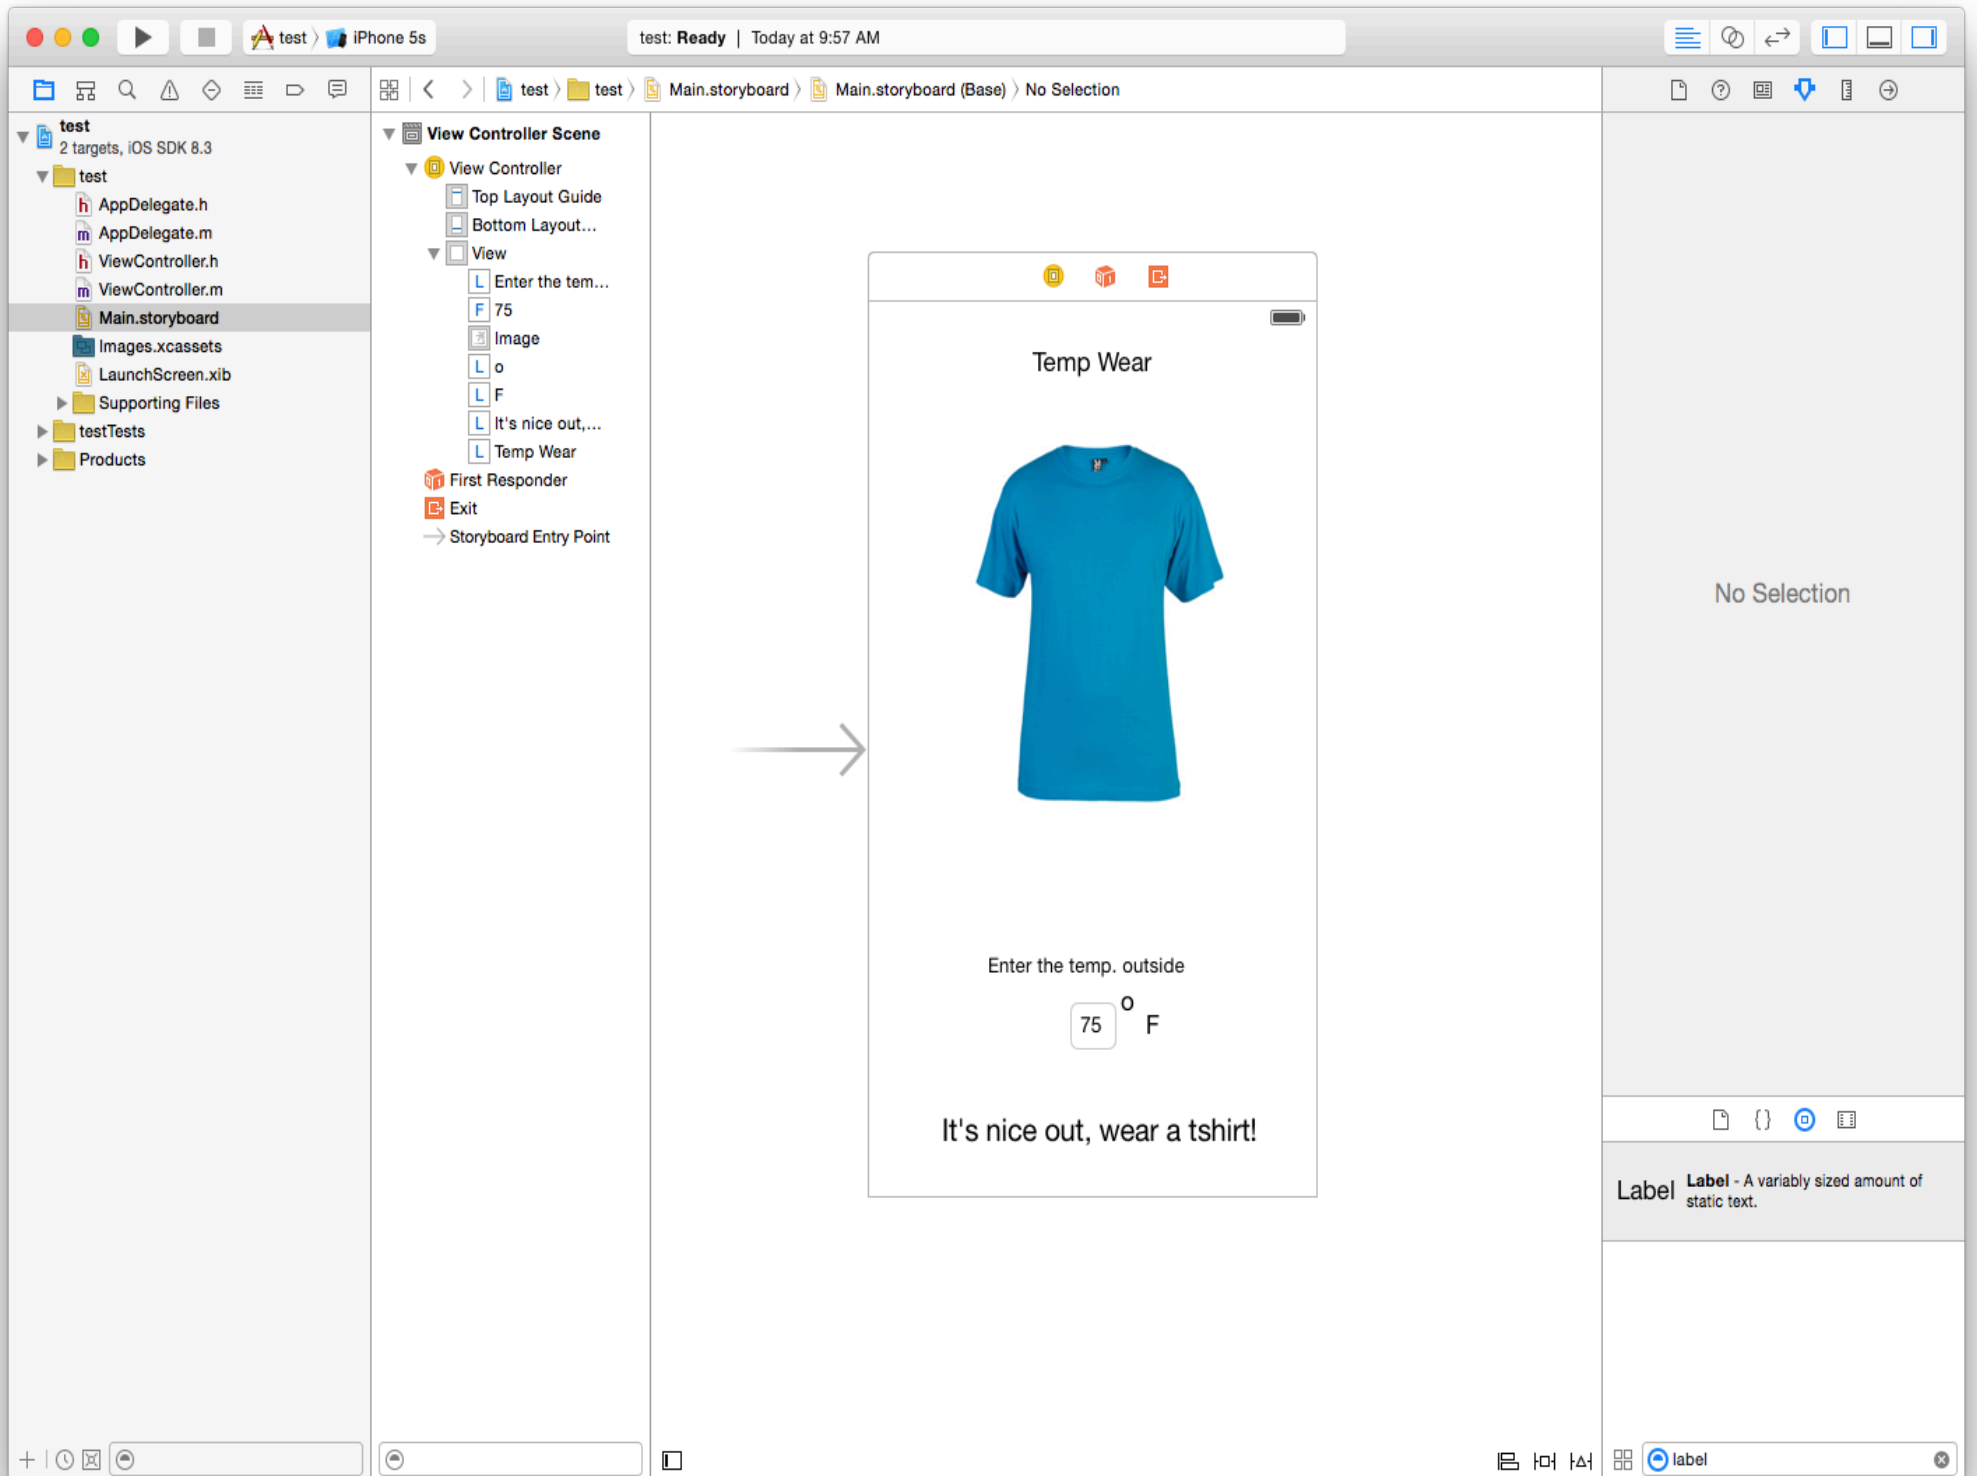 test
iPhone 5s
test: Ready | Today at 9:57 AM
test
test
Main.storyboard
Main.storyboard (Base)
No Selection
test
2 targets, iOS SDK 8.3
test
AppDelegate.h
AppDelegate.m
ViewController.h
ViewController.m
Main.storyboard
Images.xcassets
LaunchScreen.xib
Supporting Files
testTests
Products
View Controller Scene
View Controller
Top Layout Guide
Bottom Layout...
View
L Enter the tem...
F 75
Image
L o
L F
L It's nice out,...
L Temp Wear
First Responder
Exit
Storyboard Entry Point
Temp Wear
Enter the temp. outside
75 o F
It's nice out, wear a tshirt!
No Selection
Label
Label - A variably sized amount of
static text.
label